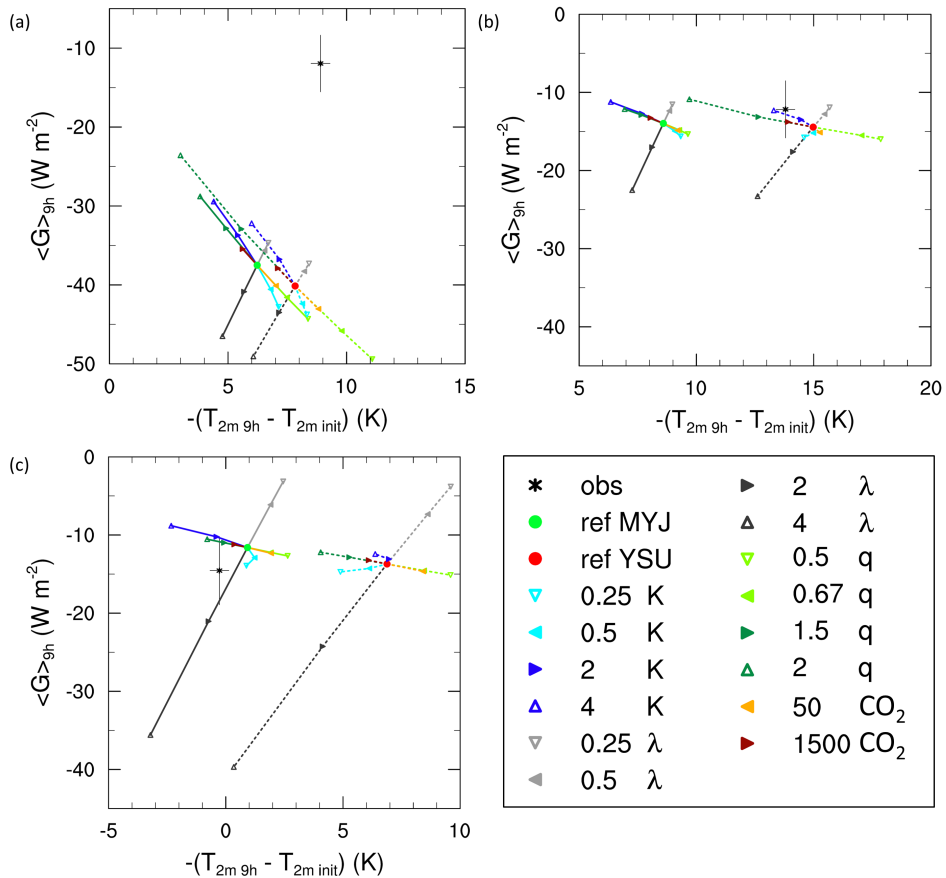 (a)
-10
-20
-30
-40
-50
0 5 10 15
<G>9h (W m-2)
-(T2m 9h - T2m init) (K)
(b)
0
-10
-20
-30
-40
5 10 15 20
<G>9h (W m-2)
-(T2m 9h - T2m init) (K)
(c)
0
-10
-20
-30
-40
-5 0 5 10
<G>9h (W m-2)
-(T2m 9h - T2m init) (K)
obs
ref MYJ
ref YSU
0.25 K
0.5 K
2 K
4 K
0.25 λ
0.5 λ
2 λ
4 λ
0.5 q
0.67 q
1.5 q
2 q
50 CO2
1500 CO2